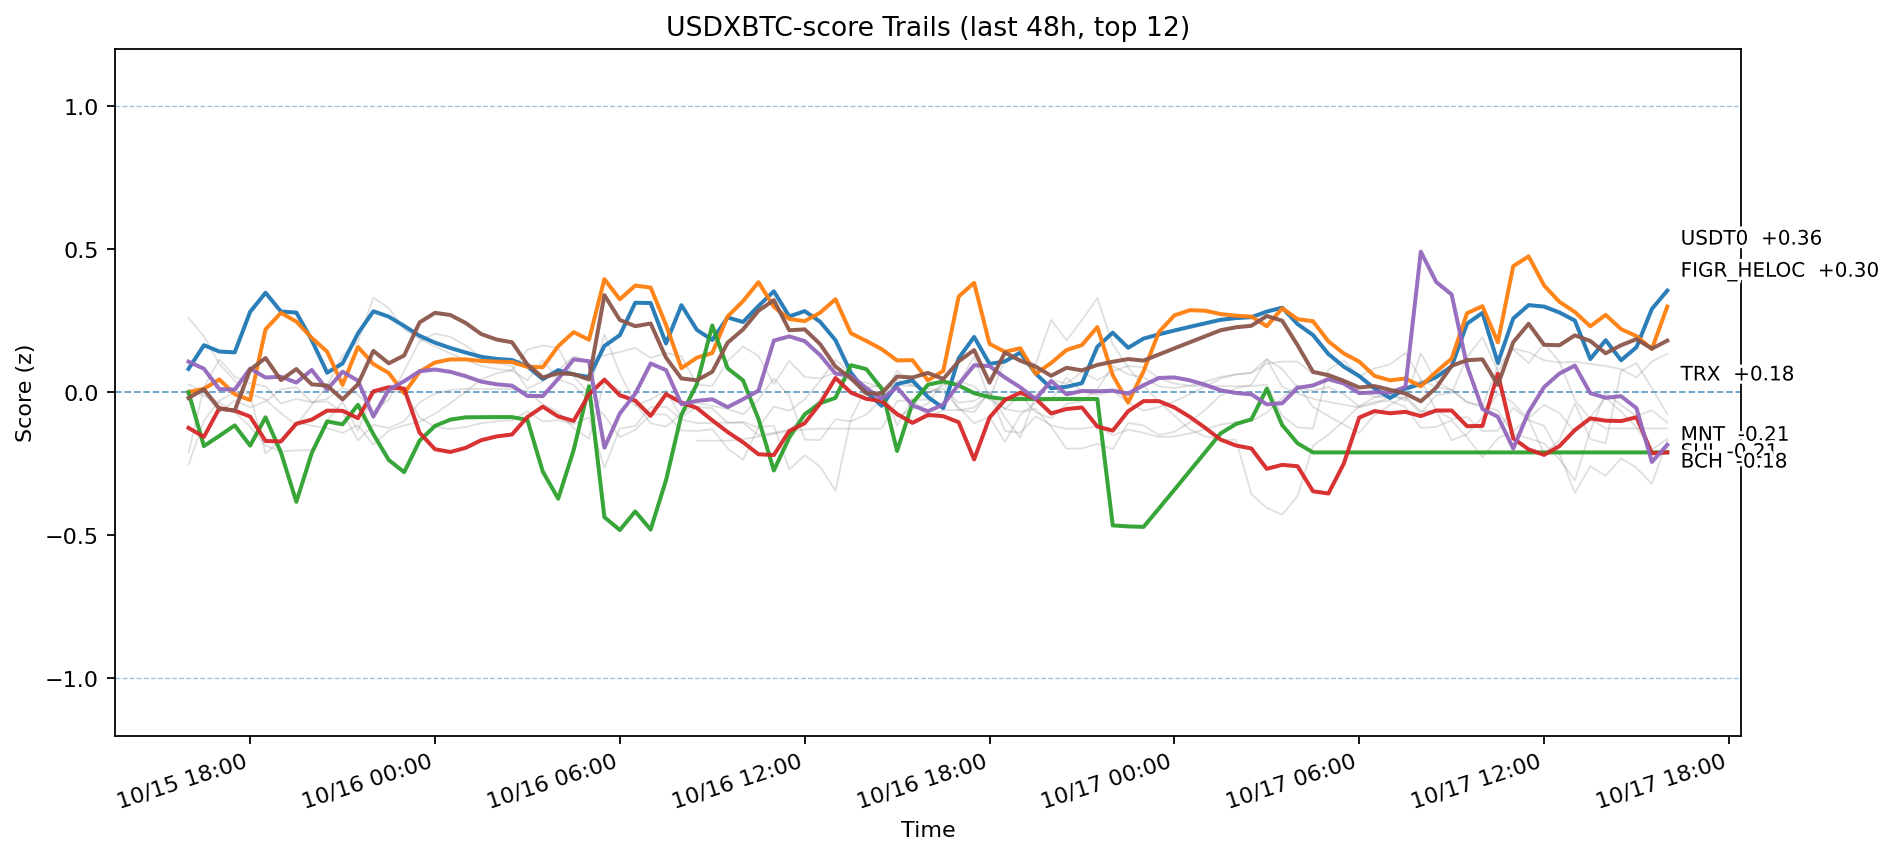 USDXBTC-score Trails (last 48h, top 12)
Score (z)
1.0
0.5
0.0
−0.5
−1.0
USDT0 +0.36
FIGR_HELOC +0.30
TRX +0.18
MNT -0.21
-0.21
BCH -0.18
10/15 18:00
10/16 00:00
10/16 06:00
10/16 12:00
10/16 18:00
10/17 00:00
10/17 06:00
10/17 12:00
10/17 18:00
Time